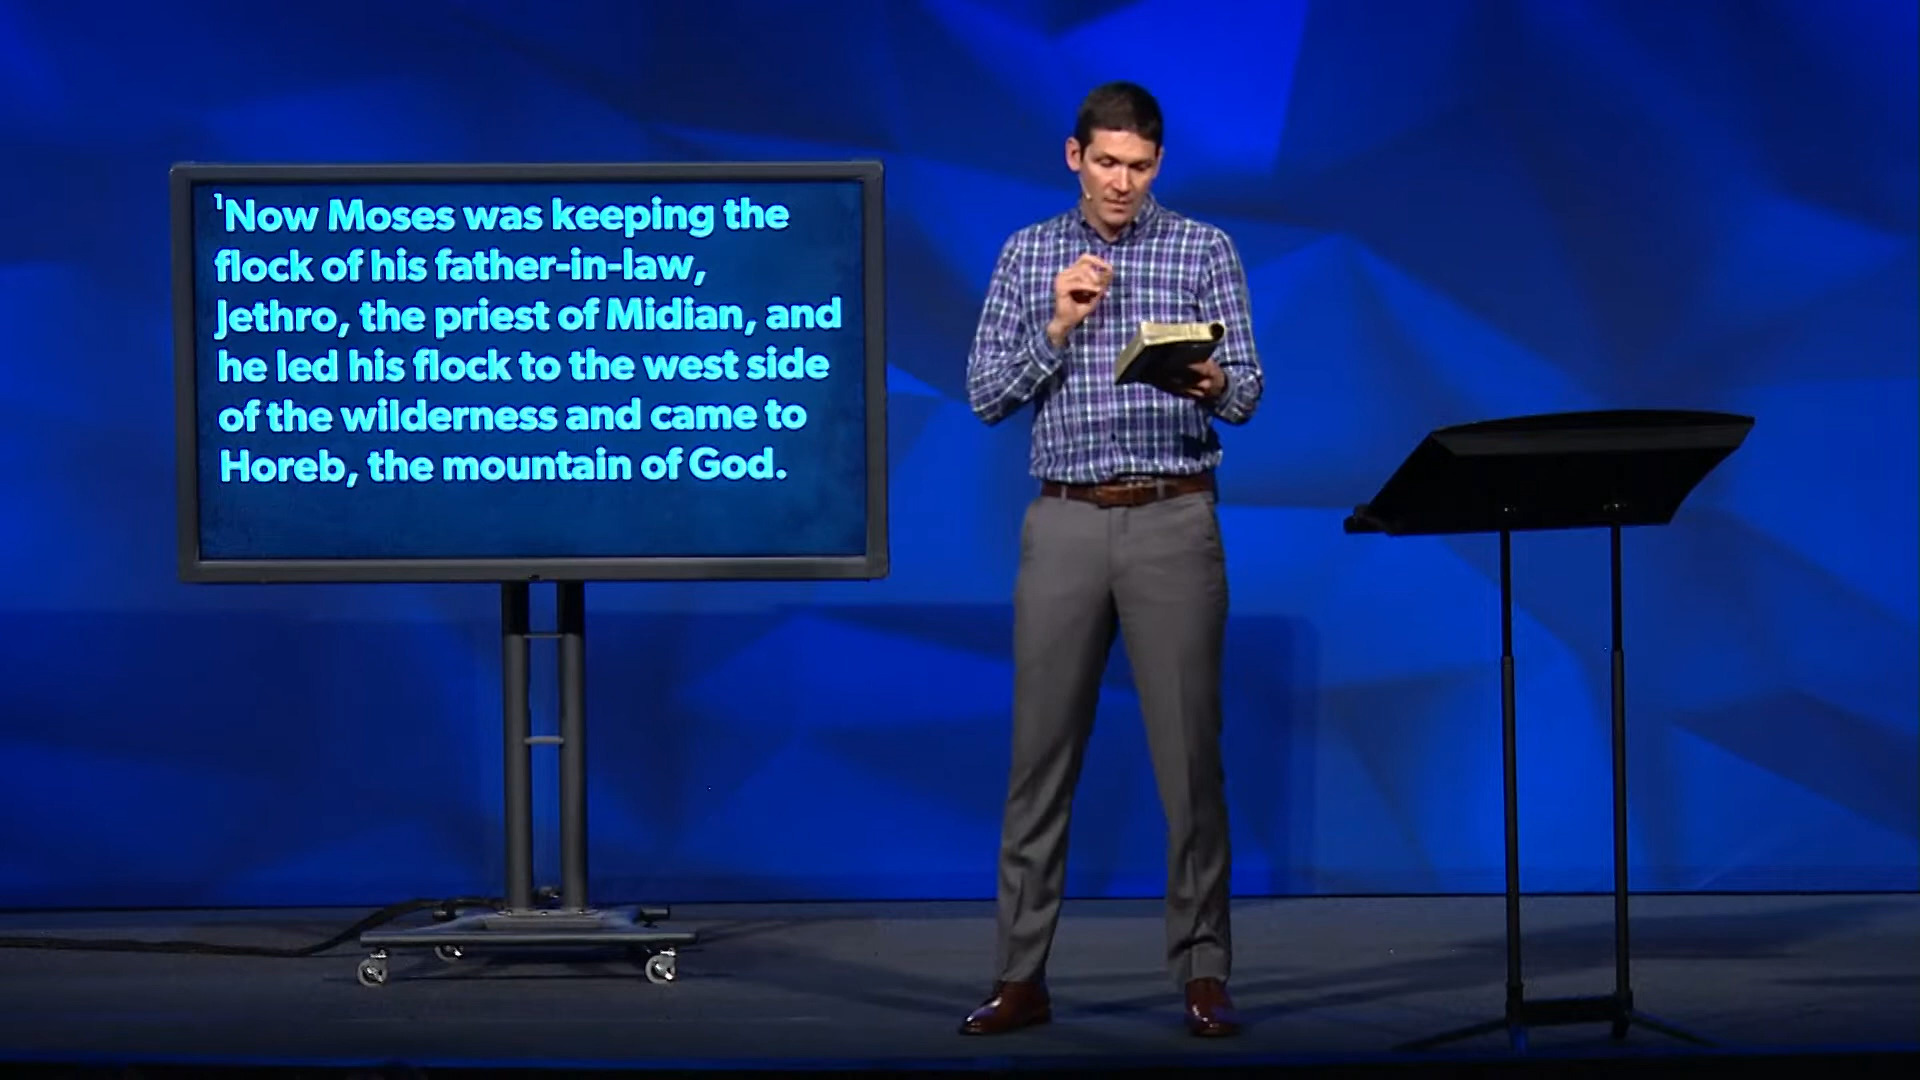 ¹Now Moses was keeping the
flock of his father-in-law,
Jethro, the priest of Midian, and
he led his flock to the west side
of the wilderness and came to
Horeb, the mountain of God.